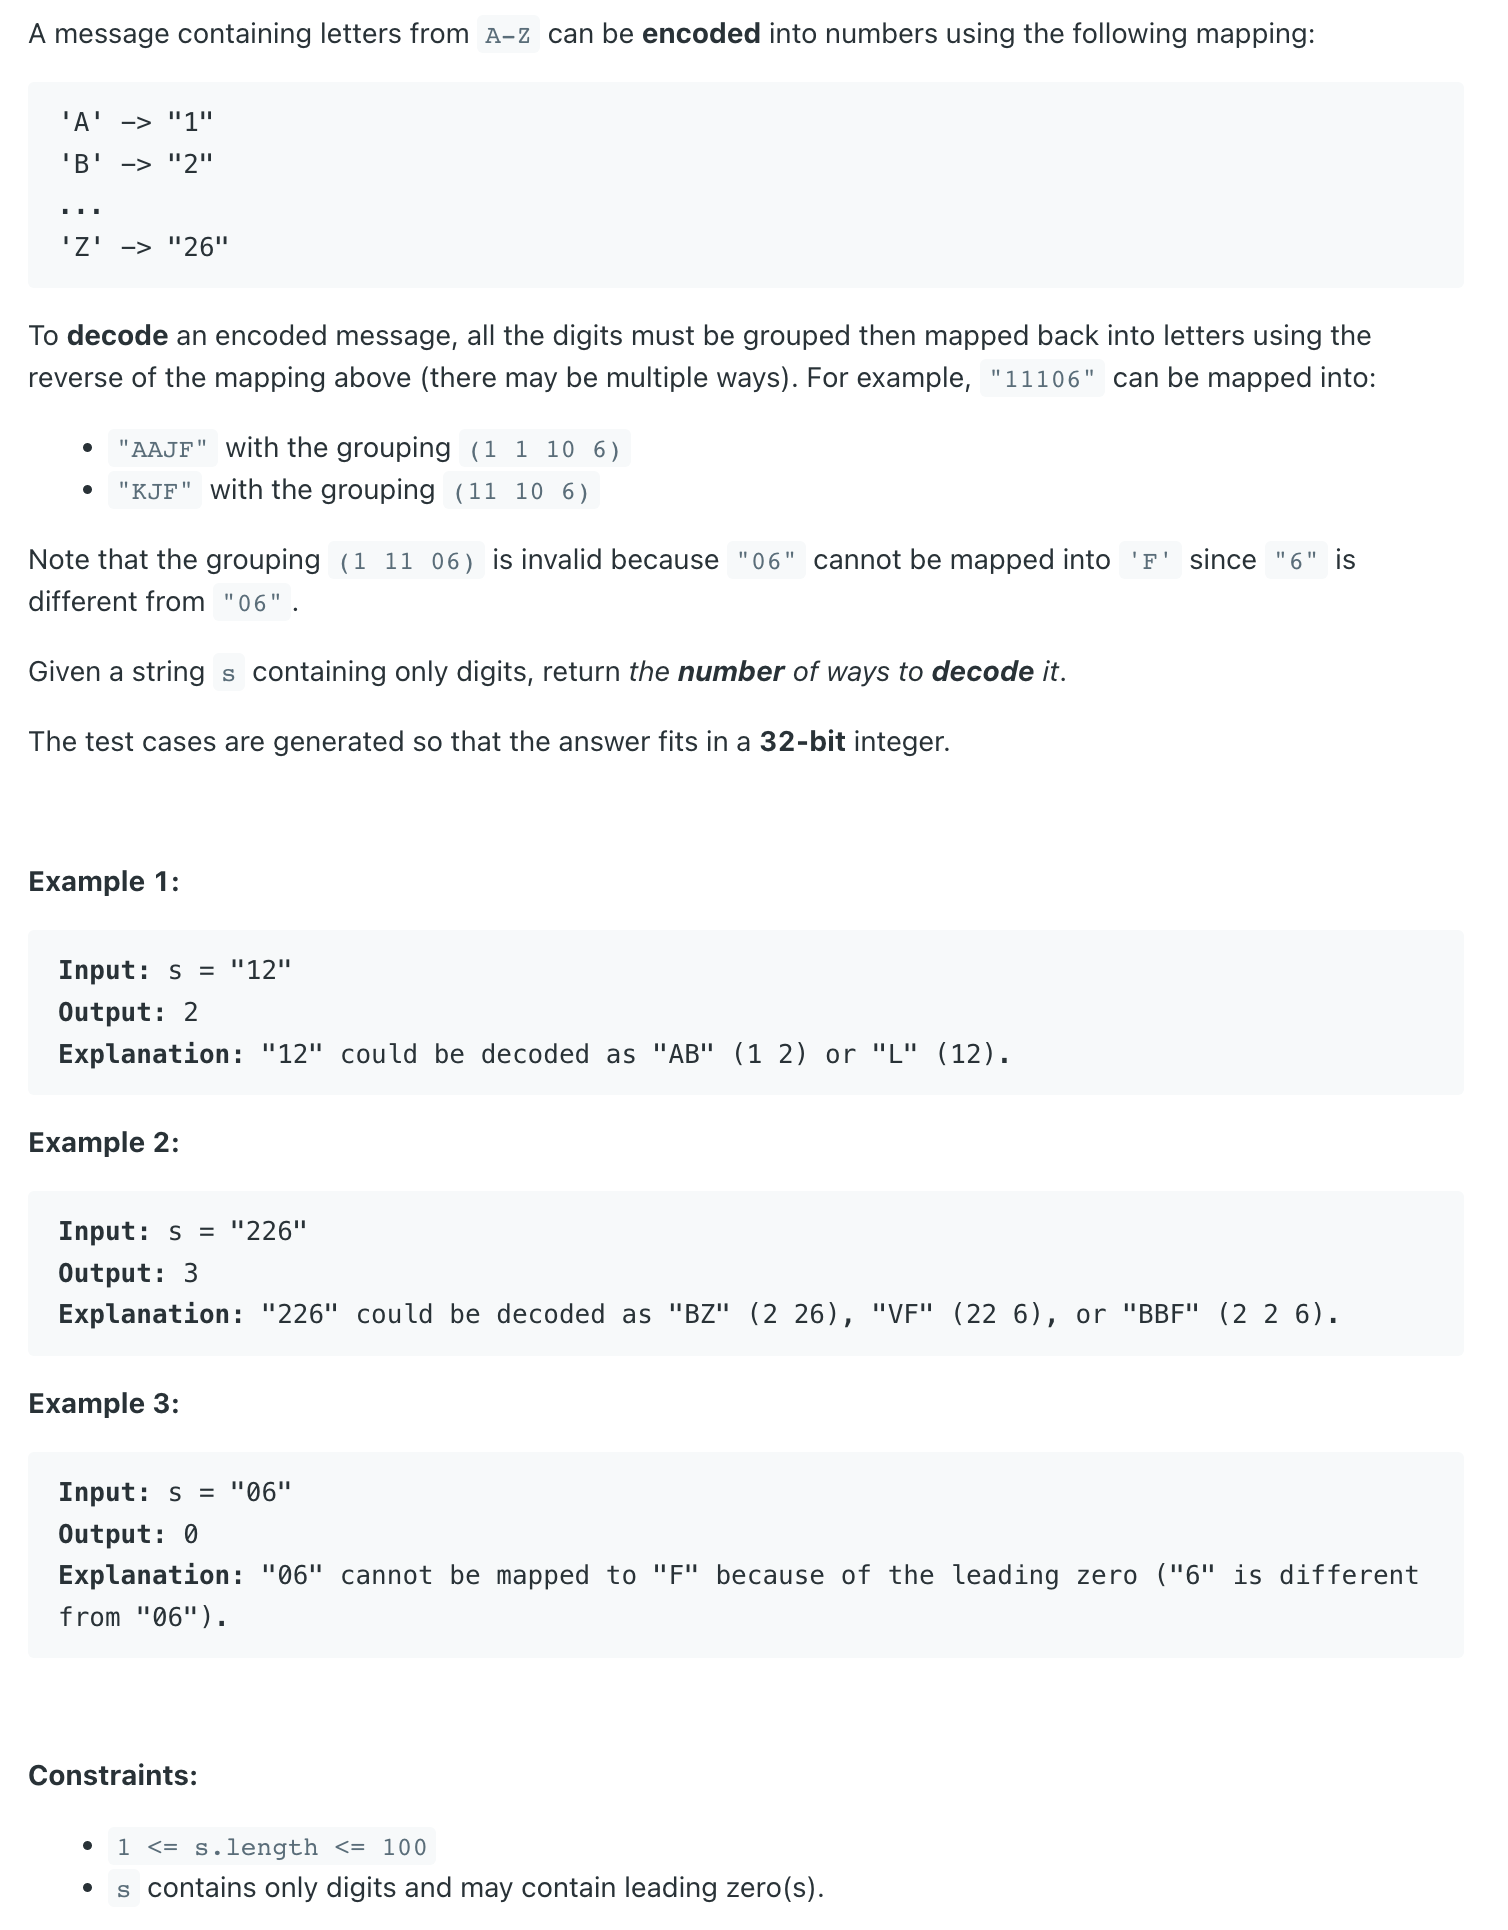 A message containing letters from A-Z can be encoded into numbers using the following mapping:
'A' -> "1"
'B' -> "2"
...
'Z' -> "26"
To decode an encoded message, all the digits must be grouped then mapped back into letters using the
reverse of the mapping above (there may be multiple ways). For example, "11106" can be mapped into:
• "AAJF" with the grouping (1 1 10 6)
• "KJF" with the grouping (11 10 6)
Note that the grouping (1 11 06) is invalid because "06" cannot be mapped into 'F' since "6" is
different from "06".
Given a string s containing only digits, return the number of ways to decode it.
The test cases are generated so that the answer fits in a 32-bit integer.
Example 1:
Input: s = "12"
Output: 2
Explanation: "12" could be decoded as "AB" (1 2) or "L" (12).
Example 2:
Input: s = "226"
Output: 3
Explanation: "226" could be decoded as "BZ" (2 26), "VF" (22 6), or "BBF" (2 2 6).
Example 3:
Input: s = "06"
Output: 0
Explanation: "06" cannot be mapped to "F" because of the leading zero ("6" is different
from "06").
Constraints:
• 1 <= s.length <= 100
• s contains only digits and may contain leading zero(s).